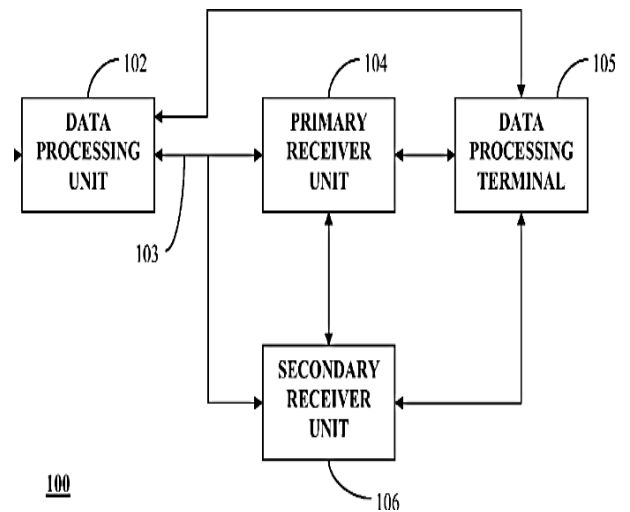 102
104
105
DATA
PROCESSING
UNIT
PRIMARY
RECEIVER
UNIT
DATA
PROCESSING
TERMINAL
103
SECONDARY
RECEIVER
UNIT
100
106